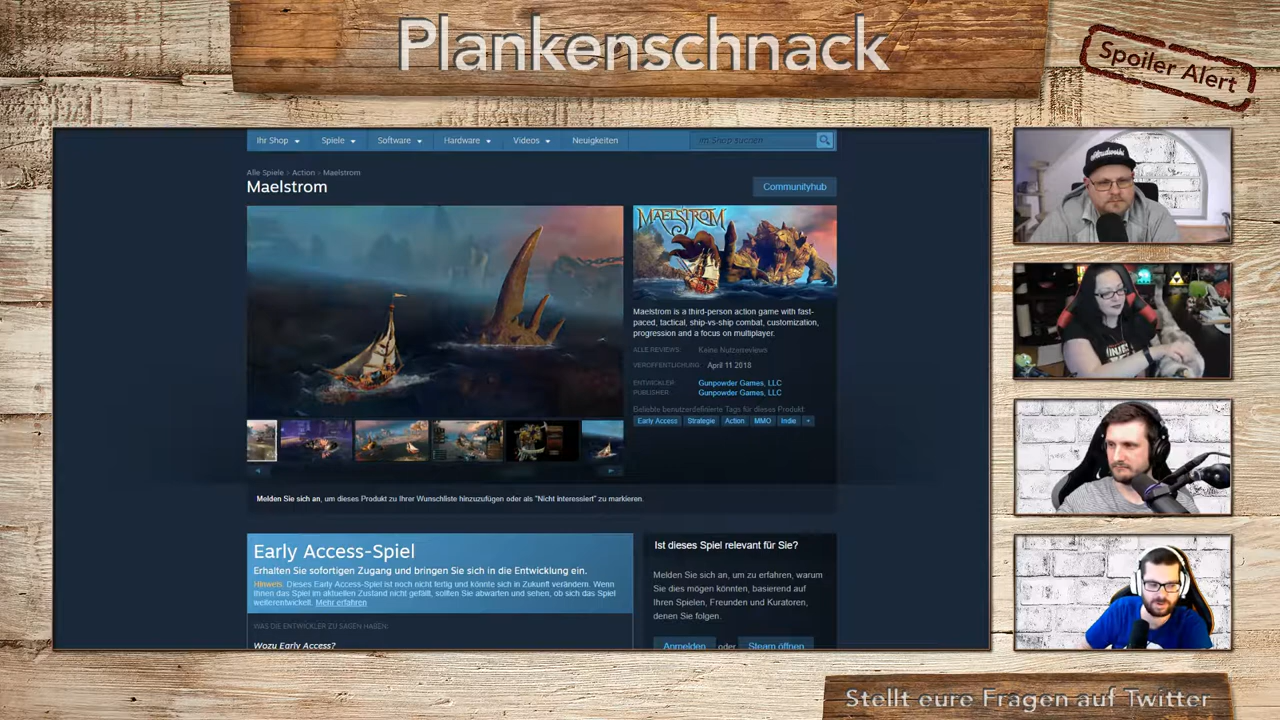 Plankenschnack
Spoiler Alert
Ihr Shop
Spiele
Software
Hardware
Videos
Neuigkeiten
Im Shop suchen
Alle Spiele > Action > Maelstrom
Maelstrom
Communityhub
MAELSTROM
Maelstrom is a third-person action game with fast-
paced, tactical, ship-vs-ship combat, customization,
progression and a focus on multiplayer.
ALLE REVIEWS: Keine Nutzerreviews
VERÖFFENTLICHUNG: April 11 2018
ENTWICKLER: Gunpowder Games, LLC
PUBLISHER: Gunpowder Games, LLC
Beliebte benutzerdefinierte Tags für dieses Produkt
Early Access Strategie Action MMO Indie +
Melden Sie sich an, um dieses Produkt zu Ihrer Wunschliste hinzuzufügen oder als "Nicht interessiert" zu markieren.
Early Access-Spiel
Erhalten Sie sofortigen Zugang und bringen Sie sich in die Entwicklung ein.
Hinweis: Dieses Early Access-Spiel ist noch nicht fertig und könnte sich in Zukunft verändern. Wenn
Ihnen das Spiel im aktuellen Zustand nicht gefällt, sollten Sie abwarten und sehen, ob sich das Spiel
weiterentwickelt. Mehr erfahren
WAS DIE ENTWICKLER ZU SAGEN HABEN:
Wozu Early Access?
Ist dieses Spiel relevant für Sie?
Melden Sie sich an, um zu erfahren, warum
Sie dies mögen könnten, basierend auf
Ihren Spielen, Freunden und Kuratoren,
denen Sie folgen.
Anmelden oder Steam öffnen
Stellt eure Fragen auf Twitter